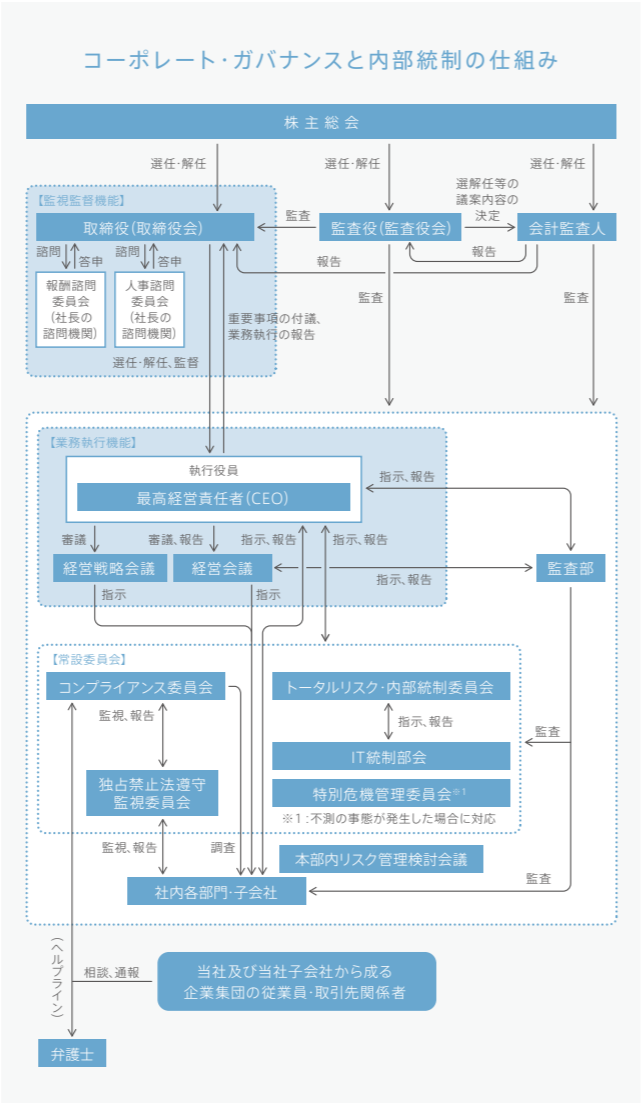 コーポレート・ガバナンスと内部統制の仕組み
株主総会
選任・解任
選任・解任
選任・解任
【監視監督機能】
選解任等の
議案内容の
決定
取締役（取締役会）
監査
監査役（監査役会）
会計監査人
諮問
答申
諮問
答申
報告
報告
報酬諮問
委員会
（社長の
諮問機関）
人事諮問
委員会
（社長の
諮問機関）
監査
監査
重要事項の付議、
業務執行の報告
選任・解任、監督
【業務執行機能】
執行役員
最高経営責任者（CEO）
指示、報告
審議
審議、報告
指示、報告
指示、報告
経営戦略会議
経営会議
監査部
指示、報告
指示
指示
【常設委員会】
コンプライアンス委員会
トータルリスク・内部統制委員会
監視、報告
指示、報告
監査
IT統制部会
独占禁止法遵守
監視委員会
特別危機管理委員会※1
※1：不測の事態が発生した場合に対応
監視、報告
調査
本部内リスク管理検討会議
監査
社内各部門・子会社
（ヘルプライン）
相談、通報
当社及び当社子会社から成る
企業集団の従業員・取引先関係者
弁護士